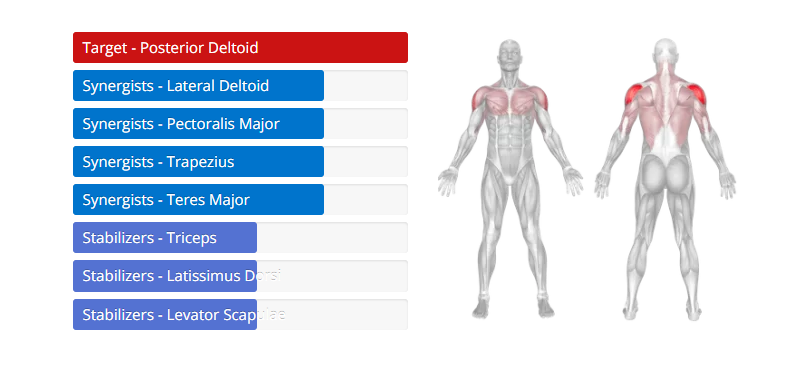 Target - Posterior Deltoid
Synergists - Lateral Deltoid
Synergists - Pectoralis Major
Synergists - Trapezius
Synergists - Teres Major
Stabilizers - Triceps
Stabilizers - Latissimus Dorsi
Stabilizers - Levator Scapulae